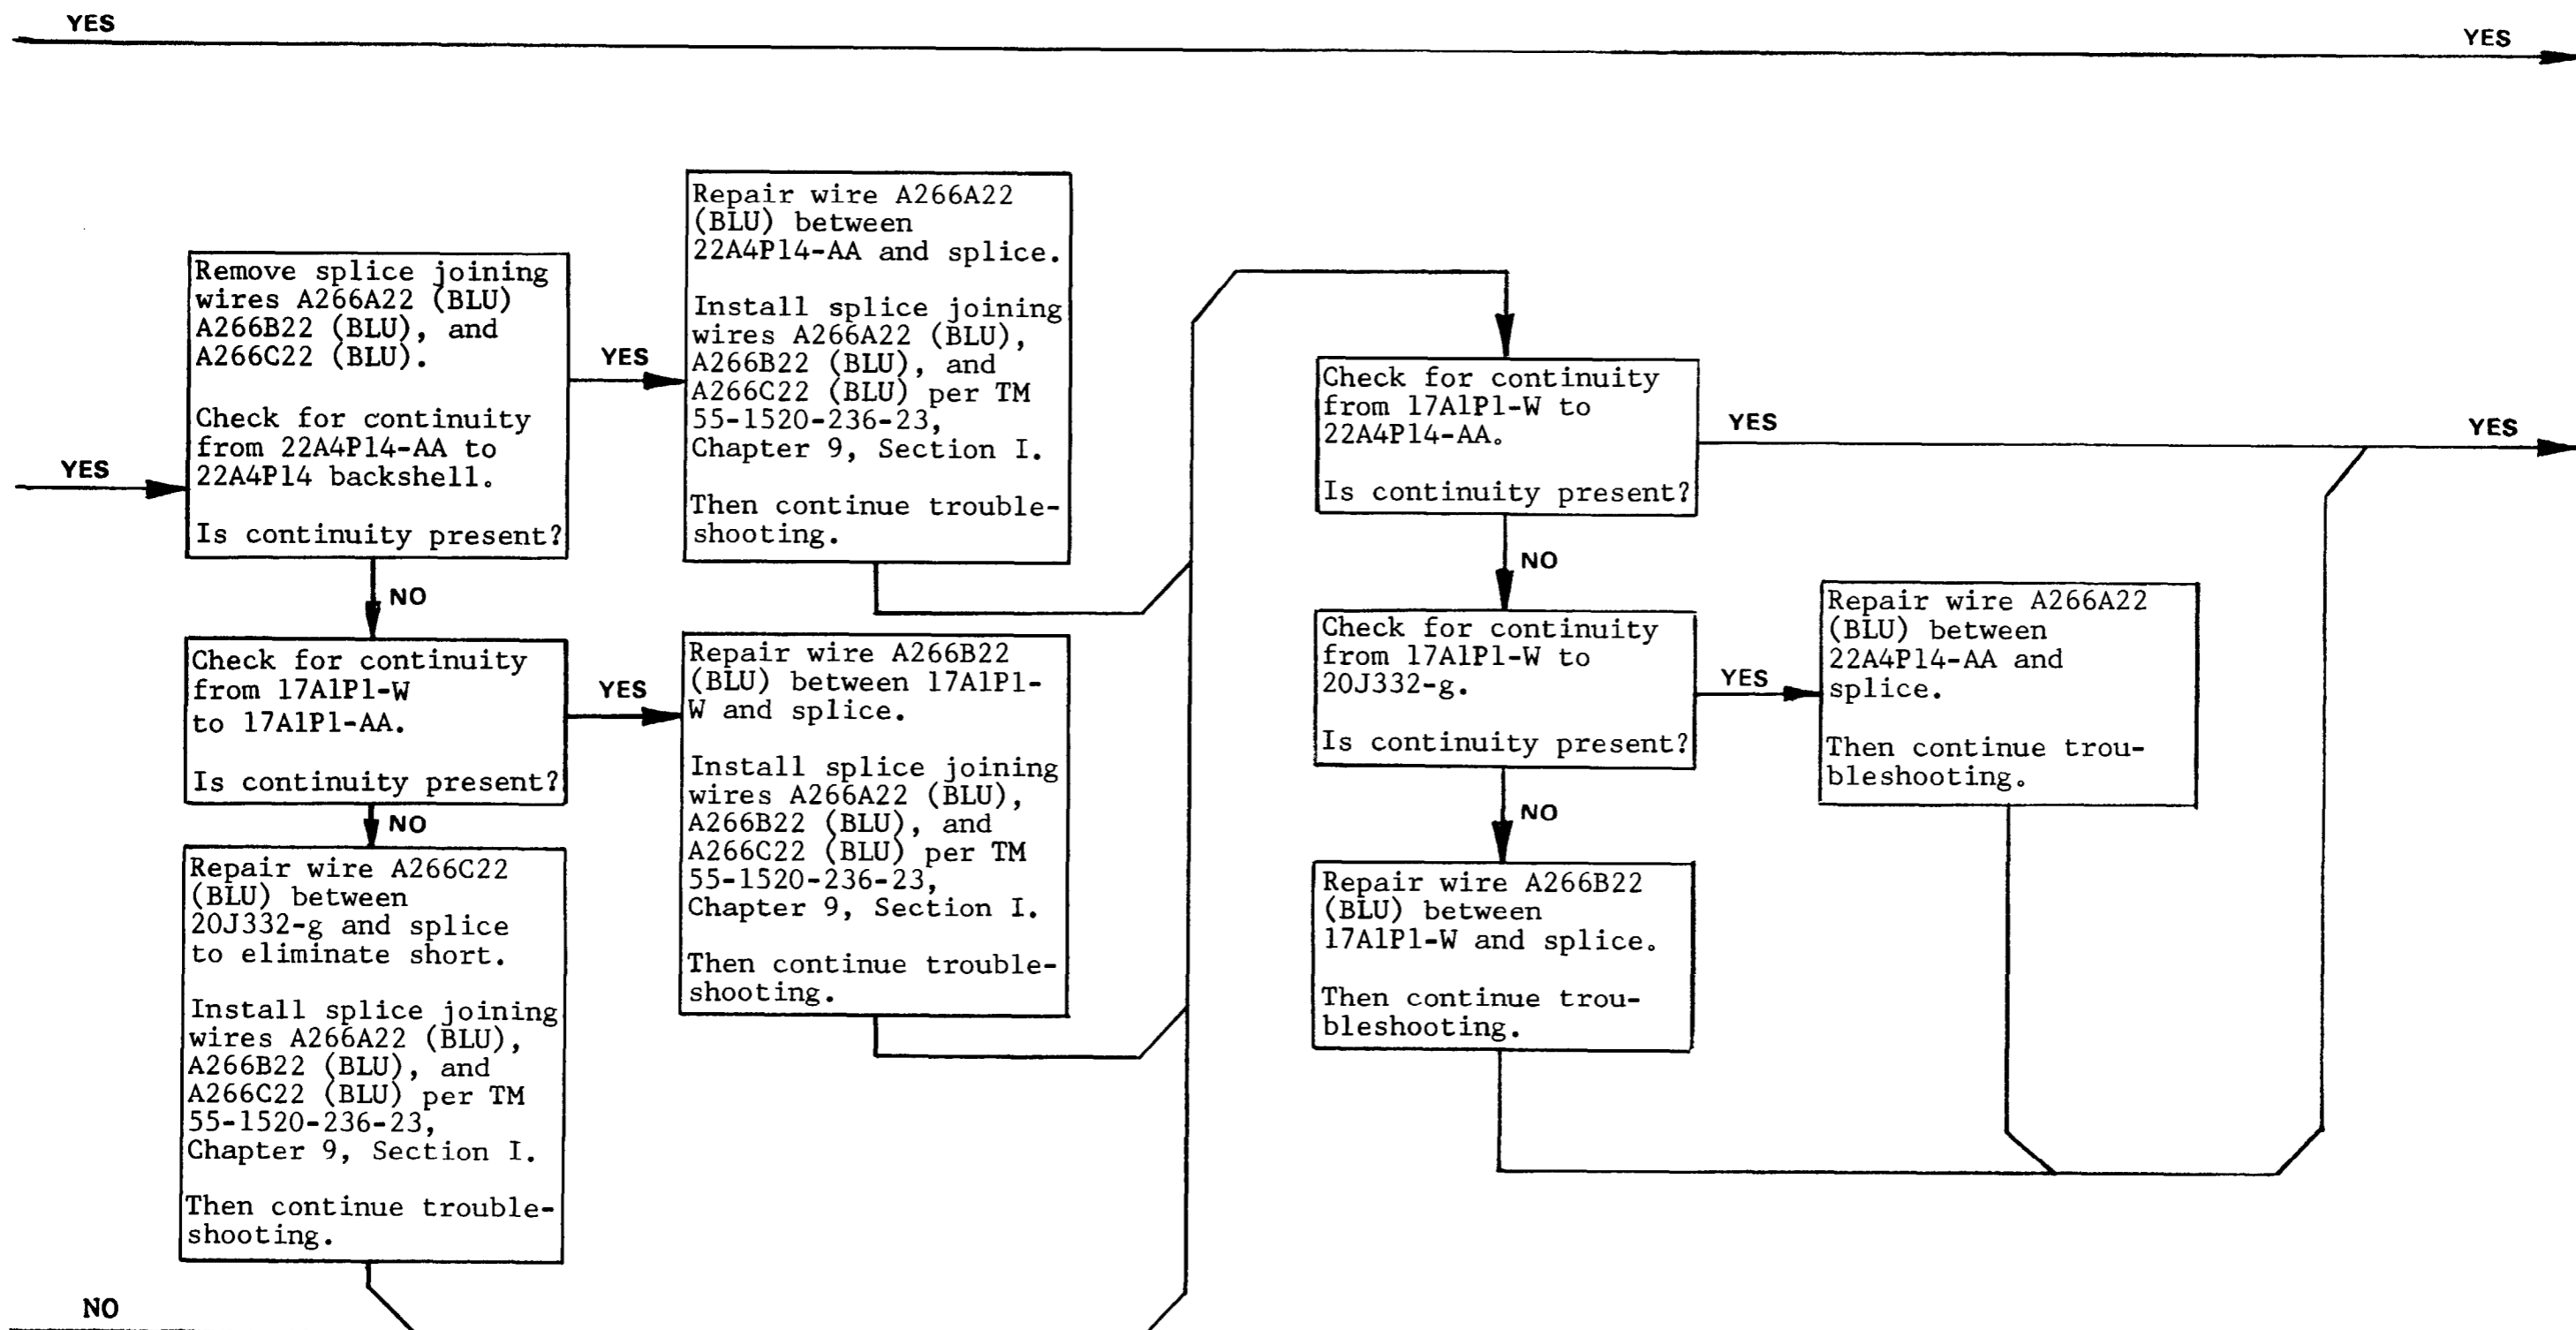 YES
YES
Remove splice joining
wires A266A22 (BLU)
A266B22 (BLU), and
A266C22 (BLU).
Check for continuity
from 22A4P14-AA to
22A4P14 backshell.
Is continuity present?
YES
YES
Repair wire A266A22
(BLU) between
22A4P14-AA and splice.
Install splice joining
wires A266A22 (BLU),
A266B22 (BLU), and
A266C22 (BLU) per TM
55-1520-236-23,
Chapter 9, Section I.
Then continue trouble-
shooting.
NO
Check for continuity
from 17A1P1-W
to 17A1P1-AA.
Is continuity present?
YES
Repair wire A266B22
(BLU) between 17A1P1-
W and splice.
Install splice joining
wires A266A22 (BLU),
A266B22 (BLU), and
A266C22 (BLU) per TM
55-1520-236-23,
Chapter 9, Section I.
Then continue trouble-
shooting.
NO
Repair wire A266C22
(BLU) between
20J332-g and splice
to eliminate short.
Install splice joining
wires A266A22 (BLU),
A266B22 (BLU), and
A266C22 (BLU) per TM
55-1520-236-23,
Chapter 9, Section I.
Then continue trouble-
shooting.
NO
Check for continuity
from 17A1P1-W to
22A4P14-AA.
Is continuity present?
YES
YES
NO
Check for continuity
from 17A1P1-W to
20J332-g.
Is continuity present?
YES
Repair wire A266A22
(BLU) between
22A4P14-AA and
splice.
Then continue trou-
bleshooting.
NO
Repair wire A266B22
(BLU) between
17A1P1-W and splice.
Then continue trou-
bleshooting.